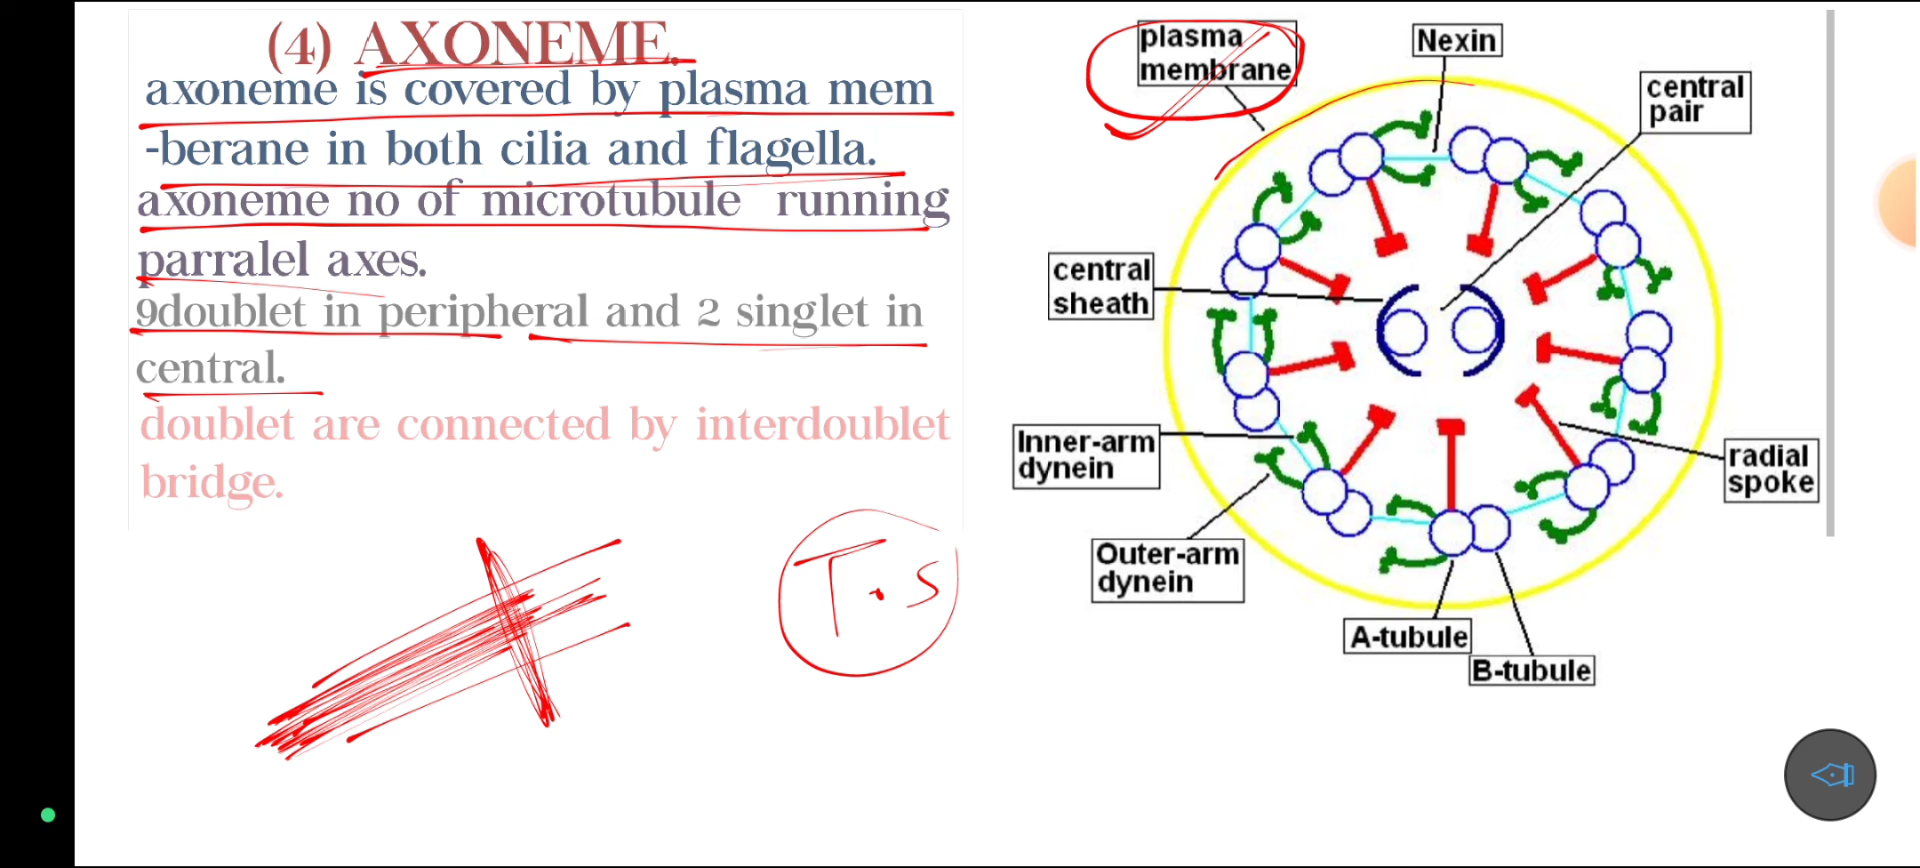 (4) AXONEME.
axoneme is covered by plasma mem
-berane in both cilia and flagella.
axoneme no of microtubule running
parralel axes.
9doublet in peripheral and 2 singlet in
central.
doublet are connected by interdoublet
bridge.
T.S
plasma
membrane
Nexin
central
pair
central
sheath
Inner-arm
dynein
radial
spoke
Outer-arm
dynein
A-tubule
B-tubule